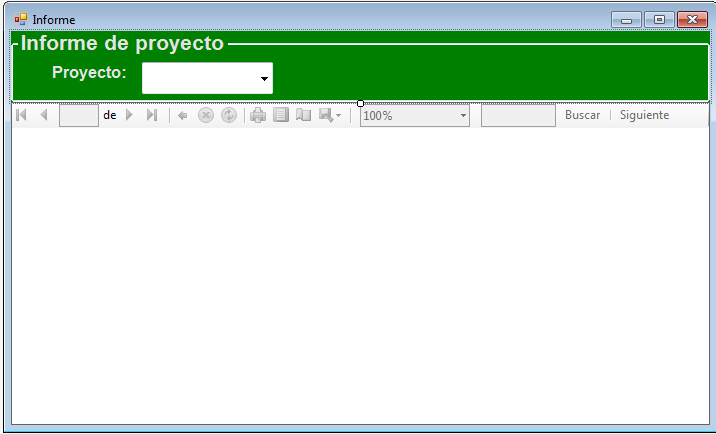 Informe
Informe de proyecto
Proyecto:
de 100% Buscar Siguiente